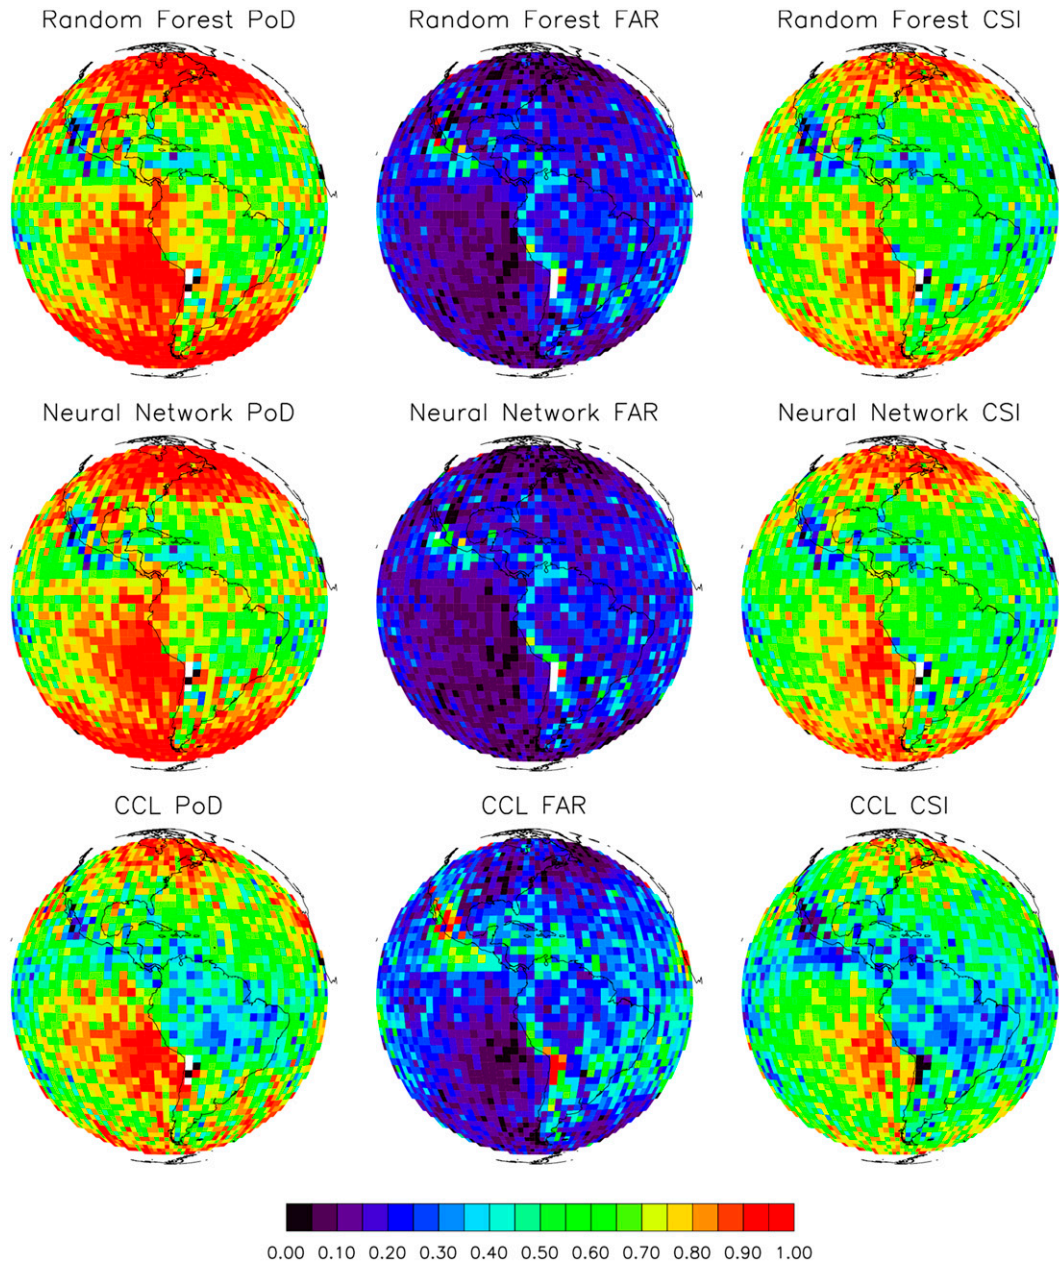 Random Forest PoD
Random Forest FAR
Random Forest CSI
Neural Network PoD
Neural Network FAR
Neural Network CSI
CCL PoD
CCL FAR
CCL CSI
0.00 0.10 0.20 0.30 0.40 0.50 0.60 0.70 0.80 0.90 1.00